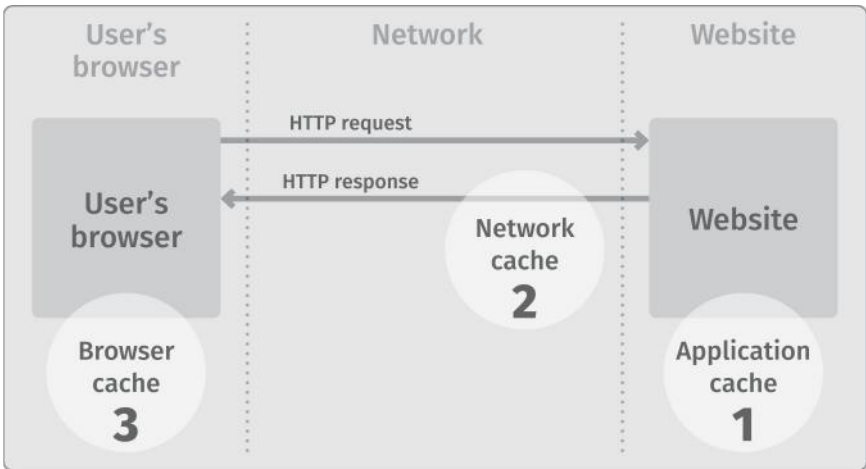 User's
browser
Network
Website
HTTP request
HTTP response
User's
browser
Network
cache
2
Website
Browser
cache
3
Application
cache
1